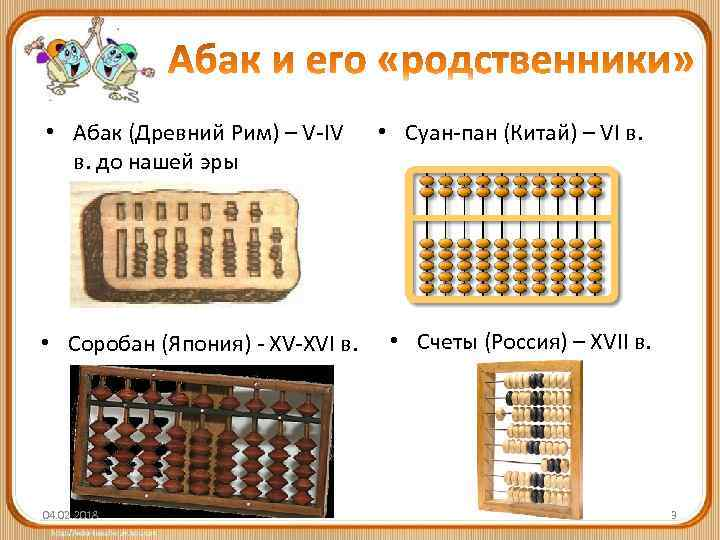 Абак и его «родственники»
• Абак (Древний Рим) – V-IV
в. до нашей эры
• Суан-пан (Китай) – VI в.
• Соробан (Япония) - XV-XVI в.
• Счеты (Россия) – XVII в.
04.02.2018
3